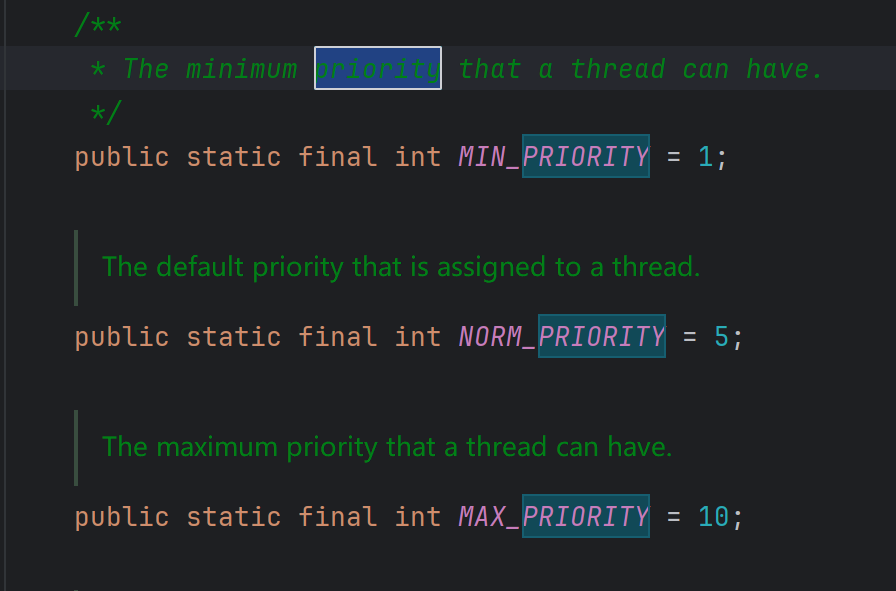 /**
* The minimum priority that a thread can have.
*/
public static final int MIN_PRIORITY = 1;
The default priority that is assigned to a thread.
public static final int NORM_PRIORITY = 5;
The maximum priority that a thread can have.
public static final int MAX_PRIORITY = 10;